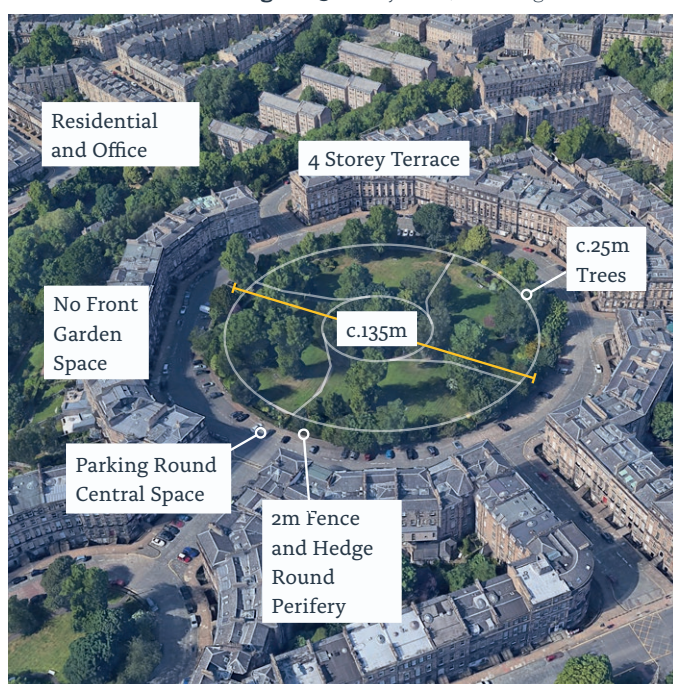 Residential
and Office
4 Storey Terrace
c.25m
Trees
No Front
Garden
Space
c.135m
Parking Round
Central Space
2m Fence
and Hedge
Round
Perifery